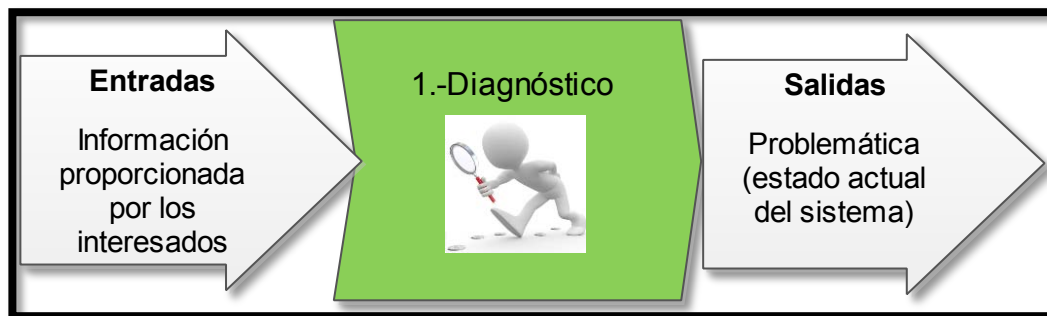 Entradas
Información
proporcionada
por los
interesados
1.-Diagnóstico
Salidas
Problemática
(estado actual
del sistema)